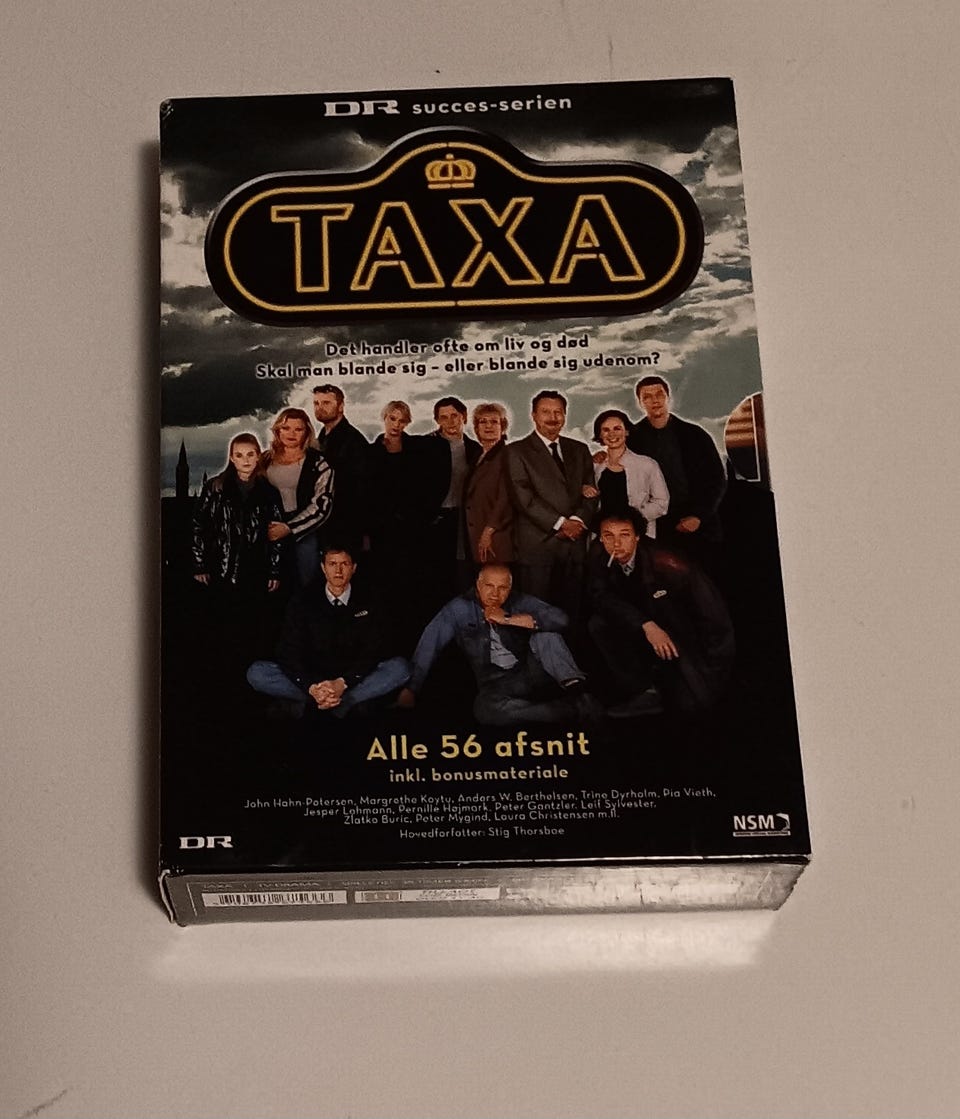 DR succes-serien
TAXA
Det handler ofte om liv og død
Skal man blande sig - eller blande sig udenom?
Alle 56 afsnit
inkl. bonusmateriale
John Hahn-Petersen, Margrethe Koytu, Anders W. Berthelsen, Trine Dyrholm, Pia Vieth,
Jesper Lohmann, Pernille Højmark, Peter Gantzler, Leif Sylvester,
Zlatko Buric, Peter Mygind, Laura Christensen m.fl.
Hovedforfatter: Stig Thorsboe
DR
NSM
TAXA